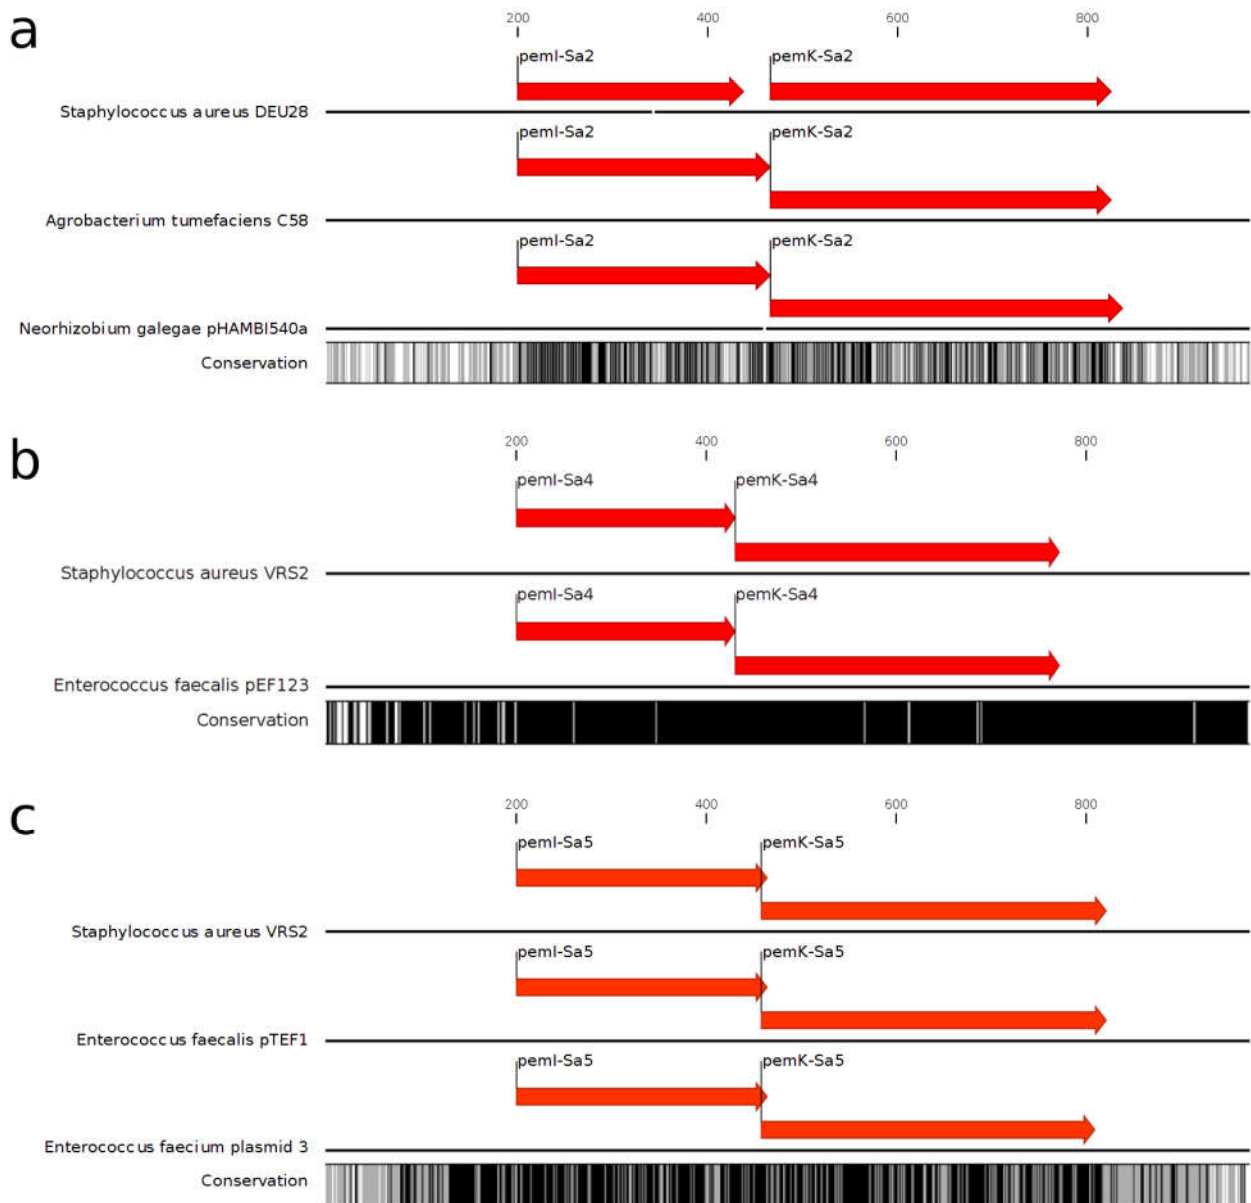 a
200 400 600 800
pemI-Sa2 pemK-Sa2
Staphylococcus aureus DEU28
pemI-Sa2 pemK-Sa2
Agrobacterium tumefaciens C58
pemI-Sa2 pemK-Sa2
Neorhizobium galegae pHAMBI540a
Conservation
b
200 400 600 800
pemI-Sa4 pemK-Sa4
Staphylococcus aureus VRS2
pemI-Sa4 pemK-Sa4
Enterococcus faecalis pEF123
Conservation
c
200 400 600 800
pemI-Sa5 pemK-Sa5
Staphylococcus aureus VRS2
pemI-Sa5 pemK-Sa5
Enterococcus faecalis pTEF1
pemI-Sa5 pemK-Sa5
Enterococcus faecium plasmid 3
Conservation